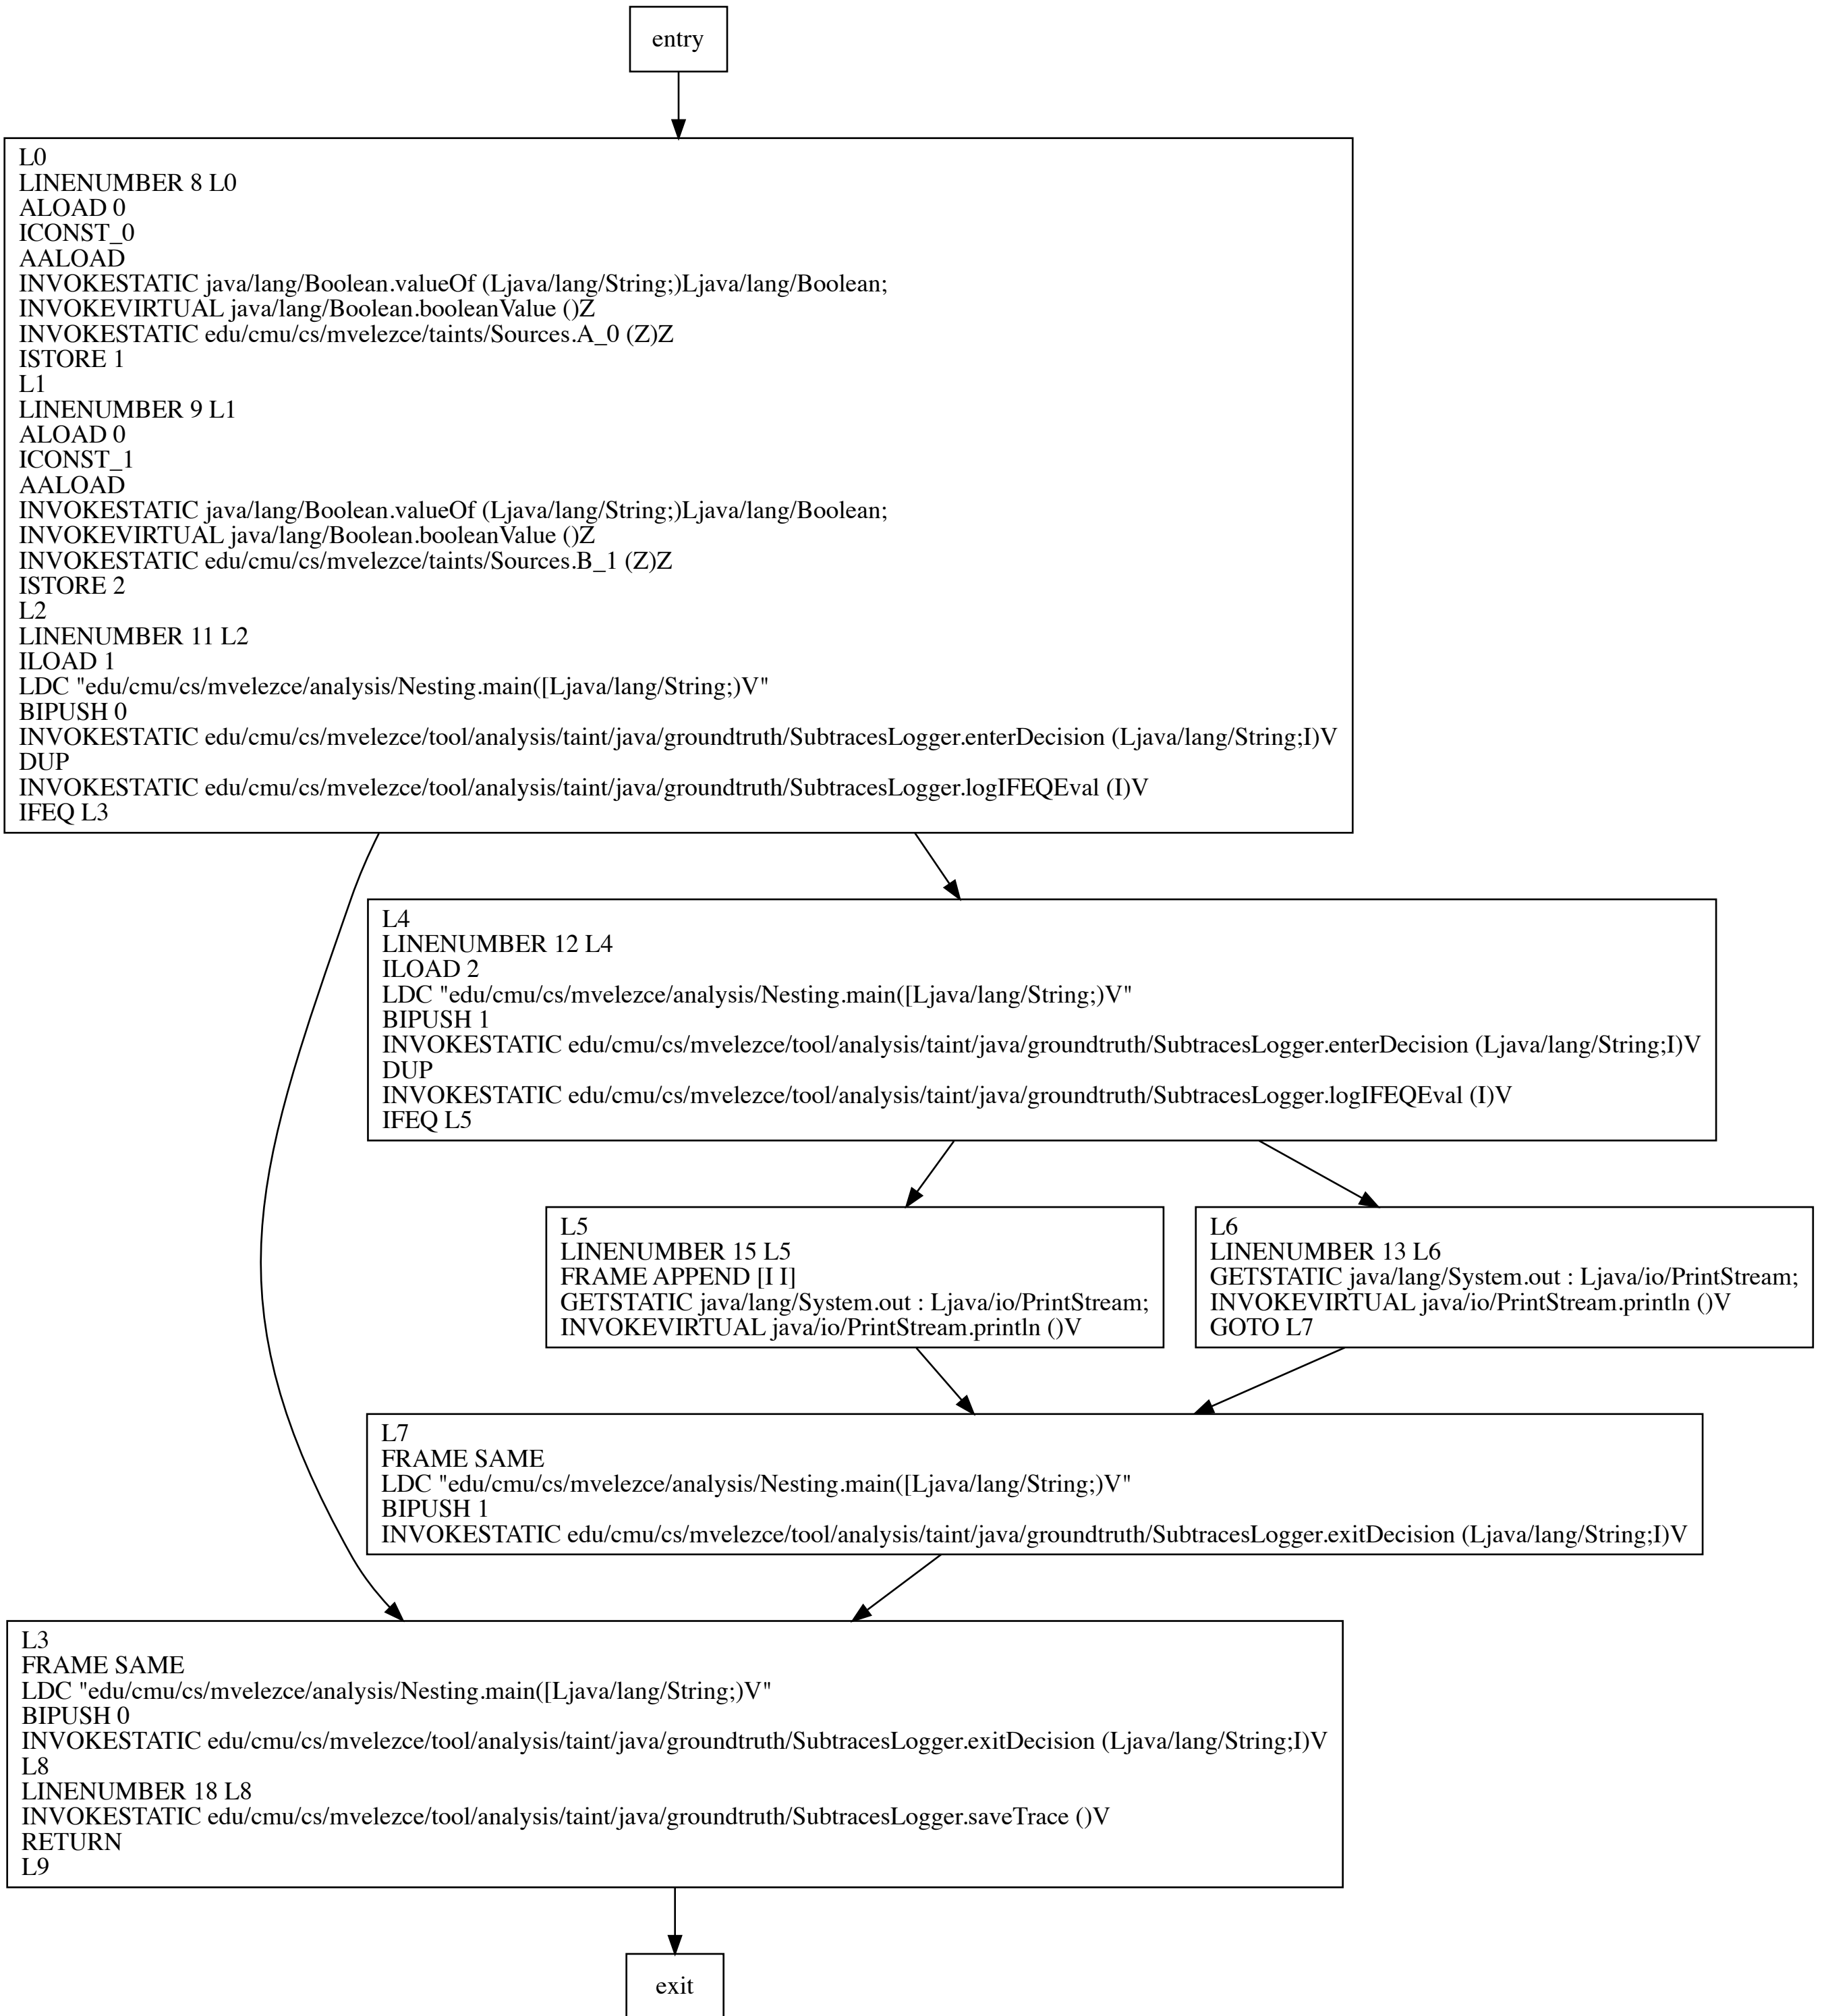 entry
L0
LINENUMBER 8 L0
ALOAD 0
ICONST_0
AALOAD
INVOKESTATIC java/lang/Boolean.valueOf (Ljava/lang/String;)Ljava/lang/Boolean;
INVOKEVIRTUAL java/lang/Boolean.booleanValue ()Z
INVOKESTATIC edu/cmu/cs/mvelezce/taints/Sources.A_0 (Z)Z
ISTORE 1
L1
LINENUMBER 9 L1
ALOAD 0
ICONST_1
AALOAD
INVOKESTATIC java/lang/Boolean.valueOf (Ljava/lang/String;)Ljava/lang/Boolean;
INVOKEVIRTUAL java/lang/Boolean.booleanValue ()Z
INVOKESTATIC edu/cmu/cs/mvelezce/taints/Sources.B_1 (Z)Z
ISTORE 2
L2
LINENUMBER 11 L2
ILOAD 1
LDC "edu/cmu/cs/mvelezce/analysis/Nesting.main([Ljava/lang/String;)V"
BIPUSH 0
INVOKESTATIC edu/cmu/cs/mvelezce/tool/analysis/taint/java/groundtruth/SubtracesLogger.enterDecision (Ljava/lang/String;I)V
DUP
INVOKESTATIC edu/cmu/cs/mvelezce/tool/analysis/taint/java/groundtruth/SubtracesLogger.logIFEQEval (I)V
IFEQ L3
L4
LINENUMBER 12 L4
ILOAD 2
LDC "edu/cmu/cs/mvelezce/analysis/Nesting.main([Ljava/lang/String;)V"
BIPUSH 1
INVOKESTATIC edu/cmu/cs/mvelezce/tool/analysis/taint/java/groundtruth/SubtracesLogger.enterDecision (Ljava/lang/String;I)V
DUP
INVOKESTATIC edu/cmu/cs/mvelezce/tool/analysis/taint/java/groundtruth/SubtracesLogger.logIFEQEval (I)V
IFEQ L5
L5
LINENUMBER 15 L5
FRAME APPEND [I I]
GETSTATIC java/lang/System.out : Ljava/io/PrintStream;
INVOKEVIRTUAL java/io/PrintStream.println ()V
L6
LINENUMBER 13 L6
GETSTATIC java/lang/System.out : Ljava/io/PrintStream;
INVOKEVIRTUAL java/io/PrintStream.println ()V
GOTO L7
L7
FRAME SAME
LDC "edu/cmu/cs/mvelezce/analysis/Nesting.main([Ljava/lang/String;)V"
BIPUSH 1
INVOKESTATIC edu/cmu/cs/mvelezce/tool/analysis/taint/java/groundtruth/SubtracesLogger.exitDecision (Ljava/lang/String;I)V
L3
FRAME SAME
LDC "edu/cmu/cs/mvelezce/analysis/Nesting.main([Ljava/lang/String;)V"
BIPUSH 0
INVOKESTATIC edu/cmu/cs/mvelezce/tool/analysis/taint/java/groundtruth/SubtracesLogger.exitDecision (Ljava/lang/String;I)V
L8
LINENUMBER 18 L8
INVOKESTATIC edu/cmu/cs/mvelezce/tool/analysis/taint/java/groundtruth/SubtracesLogger.saveTrace ()V
RETURN
L9
exit